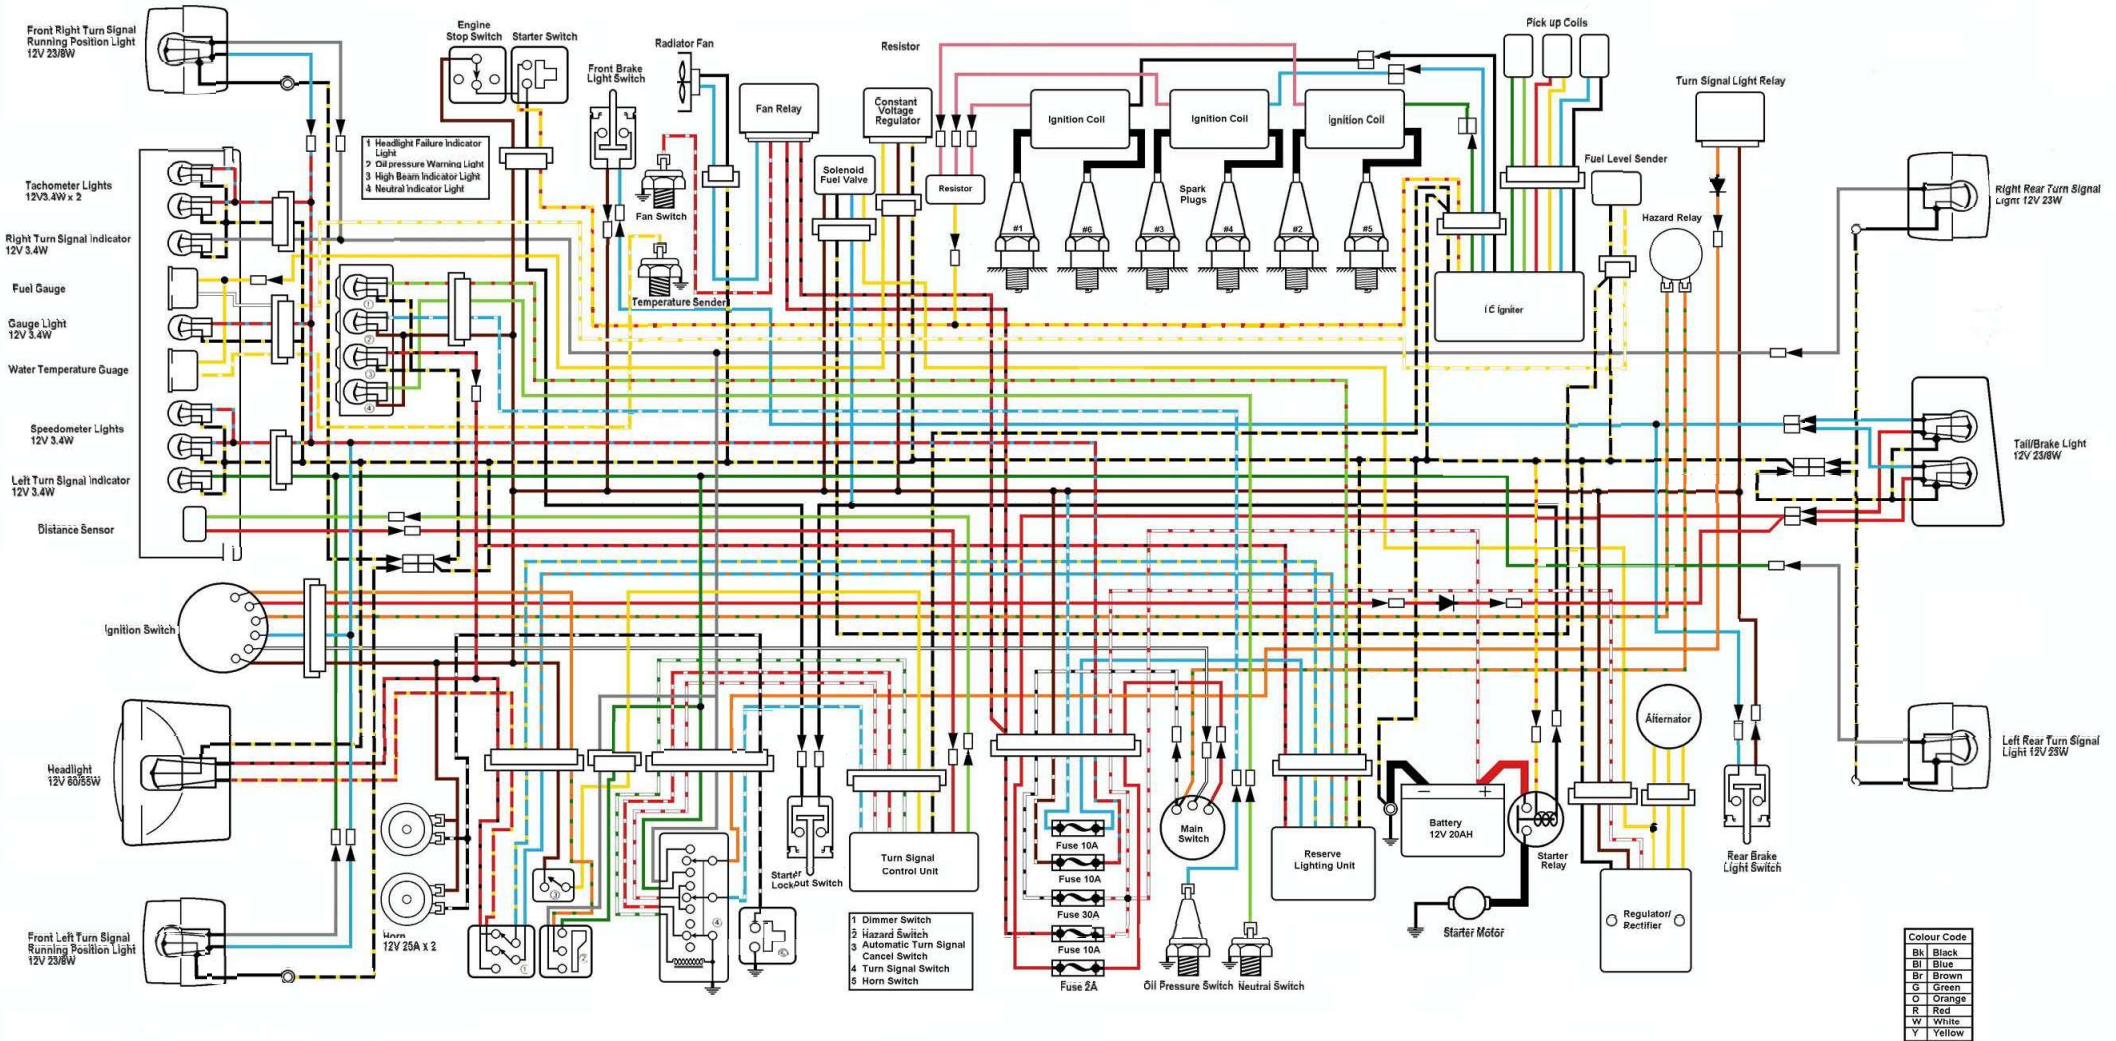 Front Right Turn Signal
Running Position Light
12V 23/8W
Engine
Stop Switch
Starter Switch
Front Brake
Light Switch
Radiator Fan
Fan Relay
Resistor
Constant
Voltage
Regulator
Solenoid
Fuel Valve
Resistor
Ignition Coil
Ignition Coil
Ignition Coil
Pick up Coils
Turn Signal Light Relay
Fuel Level Sender
Hazard Relay
1 Headlight Failure Indicator
Light
2 Oil pressure Warning Light
3 High Beam Indicator Light
4 Neutral Indicator Light
Fan Switch
Temperature Sender
Spark
Plugs
#1
#6
#3
#4
#2
#5
IC Igniter
Tachometer Lights
12V3.4W x 2
Right Turn Signal Indicator
12V 3.4W
Fuel Gauge
Gauge Light
12V 3.4W
Water Temperature Guage
Speedometer Lights
12V 3.4W
Left Turn Signal Indicator
12V 3.4W
Distance Sensor
1
2
3
4
Right Rear Turn Signal
Light 12V 23W
Tail/Brake Light
12V 23/8W
Left Rear Turn Signal
Light 12V 23W
Ignition Switch
Headlight
12V 60/55W
Front Left Turn Signal
Running Position Light
12V 23/8W
Horn
12V 25A x 2
1
2
3
4
Starter
Lockout Switch
Turn Signal
Control Unit
1 Dimmer Switch
2 Hazard Switch
3 Automatic Turn Signal
Cancel Switch
4 Turn Signal Switch
5 Horn Switch
Fuse 10A
Fuse 10A
Fuse 30A
Fuse 10A
Fuse 2A
Main
Switch
Oil Pressure Switch
Neutral Switch
Reserve
Lighting Unit
Battery
12V 20AH
− +
Starter
Relay
Starter Motor
Alternator
Regulator/
Rectifier
Rear Brake
Light Switch
Colour Code
Bk Black
Bl Blue
Br Brown
G Green
O Orange
R Red
W White
Y Yellow